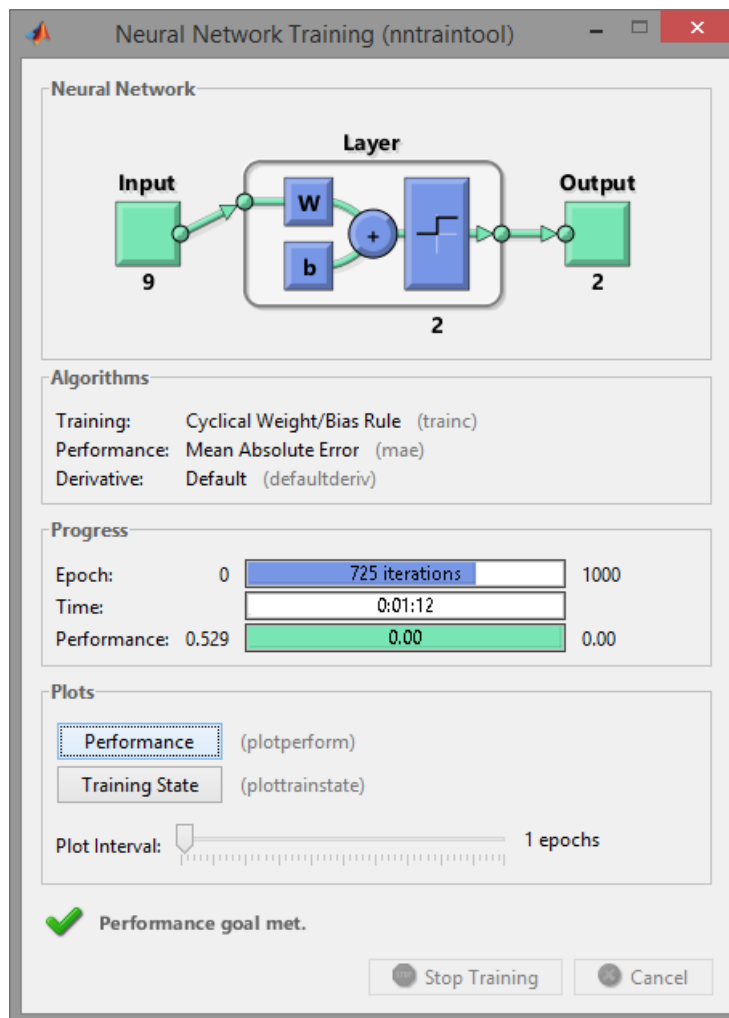 Neural Network Training (nntraintool)
Neural Network
Layer
Input
Output
W
b
+
9
2
2
Algorithms
Training: Cyclical Weight/Bias Rule (trainc)
Performance: Mean Absolute Error (mae)
Derivative: Default (defaultderiv)
Progress
Epoch: 0 725 iterations 1000
Time: 0:01:12
Performance: 0.529 0.00 0.00
Plots
Performance (plotperform)
Training State (plottrainstate)
Plot Interval: 1 epochs
Performance goal met.
Stop Training Cancel